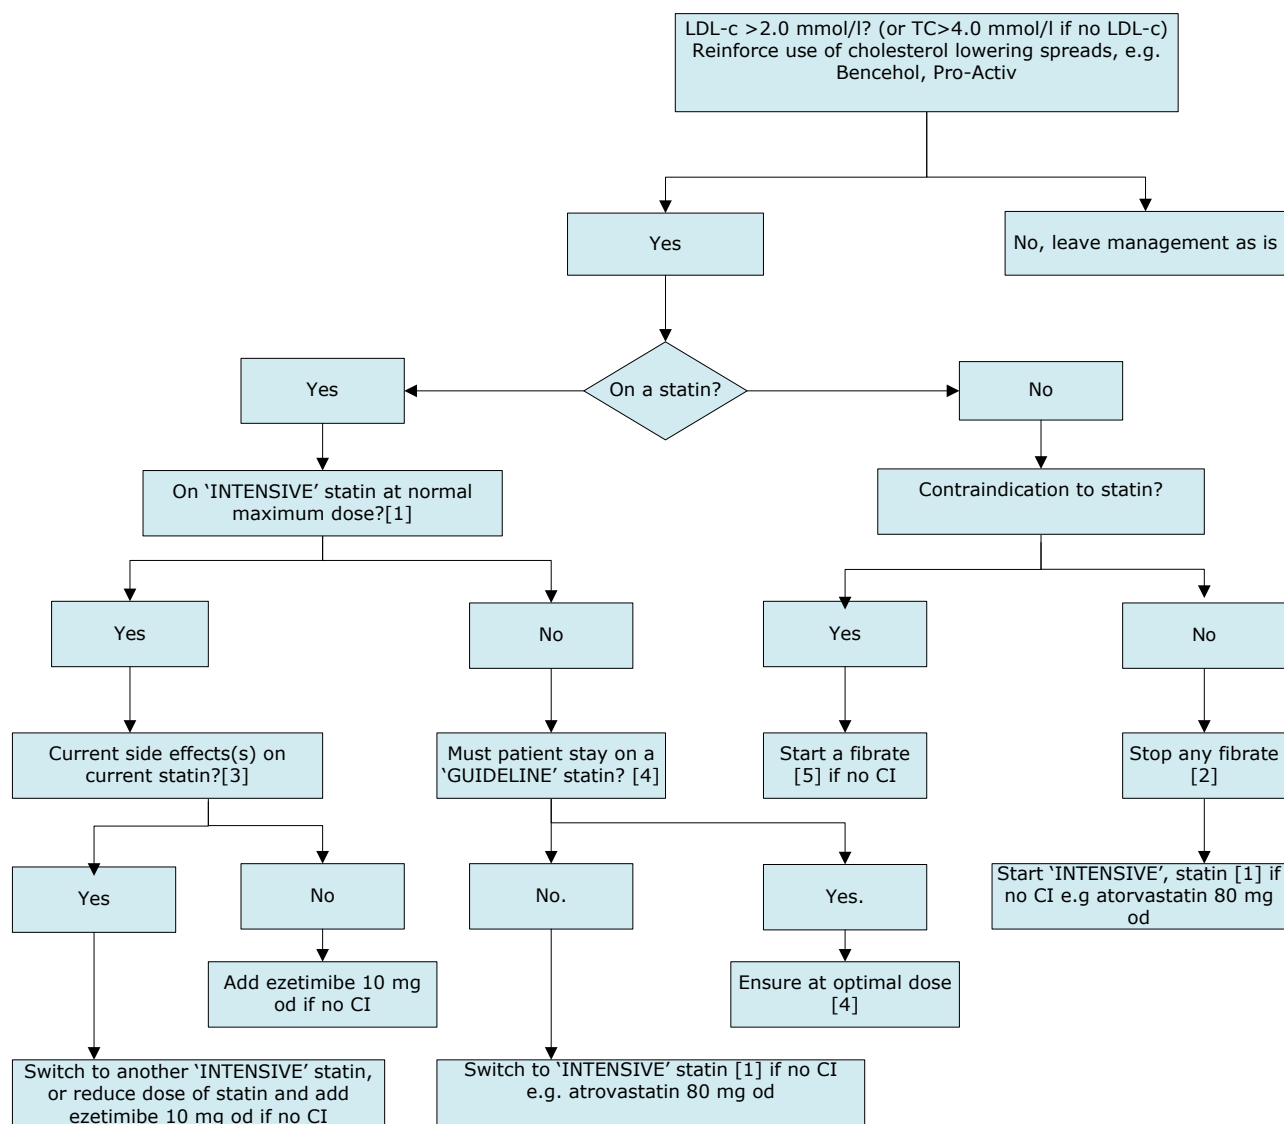 LDL-c >2.0 mmol/l? (or TC>4.0 mmol/l if no LDL-c)
Reinforce use of cholesterol lowering spreads, e.g.
Bencehol, Pro-Activ
Yes
No, leave management as is
On a statin?
Yes
No
On ‘INTENSIVE’ statin at normal
maximum dose?[1]
Contraindication to statin?
Yes
No
Yes
No
Current side effects(s) on
current statin?[3]
Must patient stay on a
‘GUIDELINE’ statin? [4]
Start a fibrate
[5] if no CI
Stop any fibrate
[2]
Yes
No
No.
Yes.
Start ‘INTENSIVE’, statin [1] if
no CI e.g atorvastatin 80 mg
od
Add ezetimibe 10 mg
od if no CI
Ensure at optimal dose
[4]
Switch to another ‘INTENSIVE’ statin,
or reduce dose of statin and add
ezetimibe 10 mg od if no CI
Switch to ‘INTENSIVE’ statin [1] if no CI
e.g. atrovastatin 80 mg od